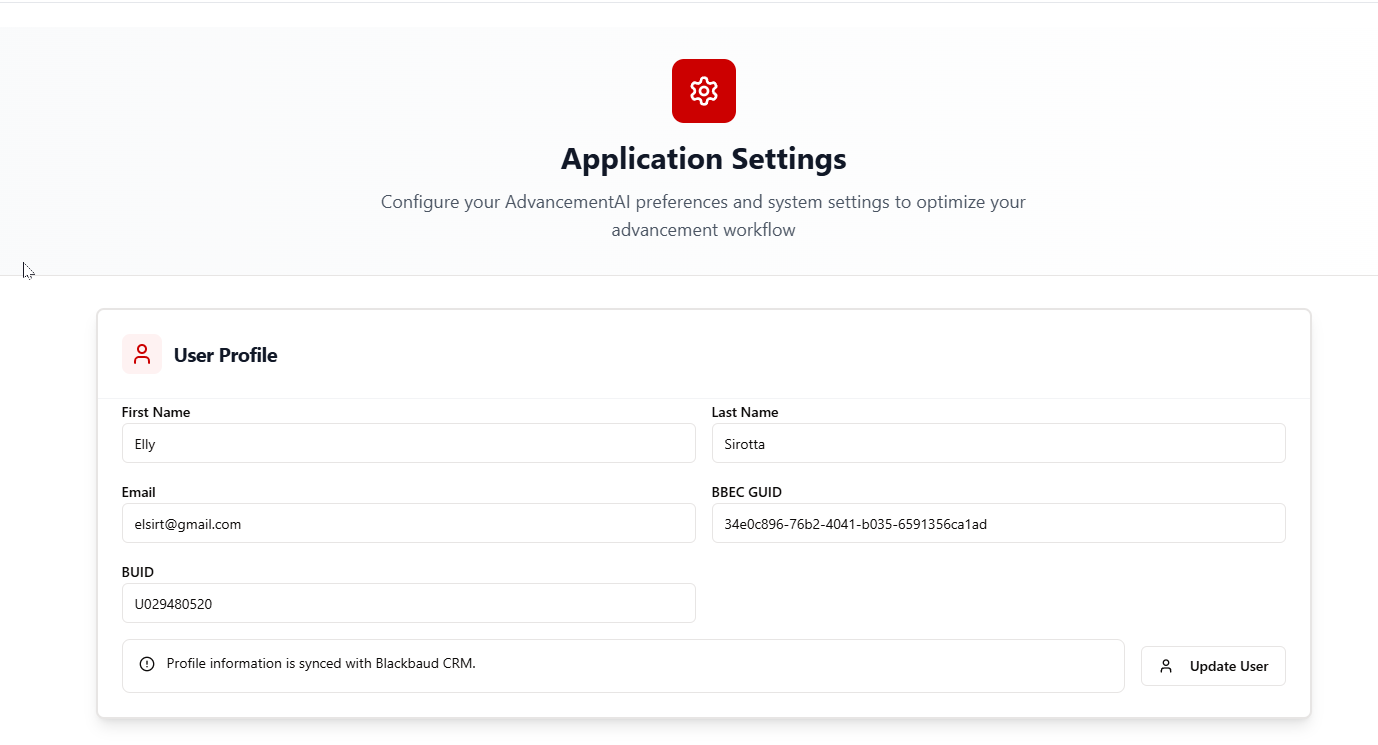 Application Settings
Configure your AdvancementAI preferences and system settings to optimize your
advancement workflow
User Profile
First Name
Last Name
Elly
Sirotta
Email
BBEC GUID
elsirt@gmail.com
34e0c896-76b2-4041-b035-6591356ca1ad
BUID
U029480520
Profile information is synced with Blackbaud CRM.
Update User